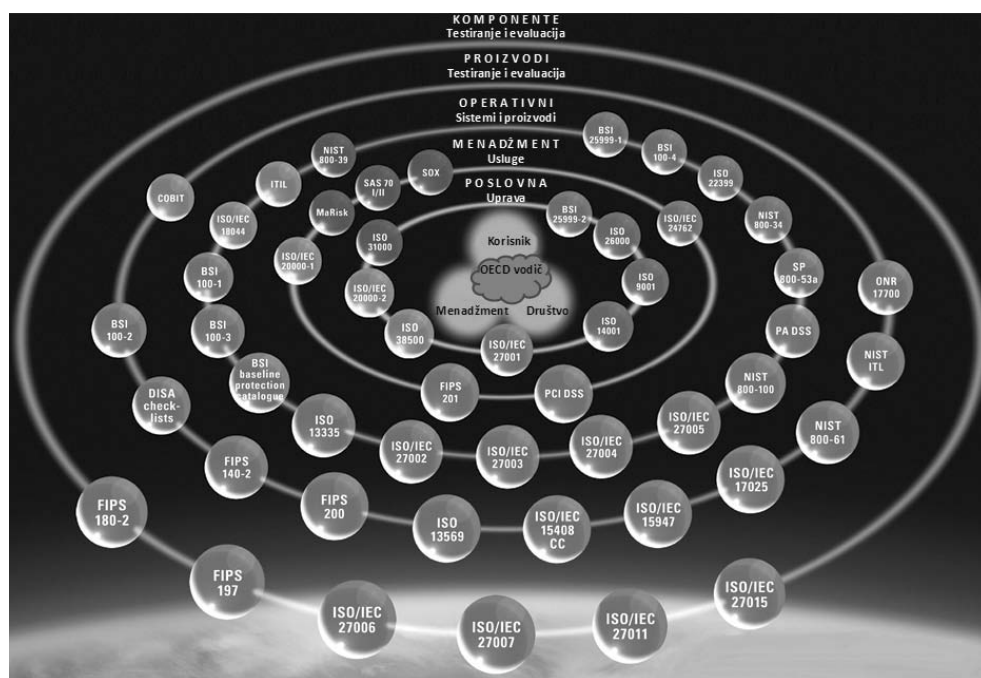 KOMPONENTE
Testiranje i evaluacija
PROIZVODI
Testiranje i evaluacija
OPERATIVNI
Sistemi i proizvodi
MENADŽMENT
Usluge
POSLOVNA
Uprava
Korisnik
OECD vodič
Menadžment
Društvo
BSI
25999-2
ISO
26000
ISO
9001
ISO
14001
ISO/IEC
27001
ISO
38500
ISO/IEC
20000-2
ISO
31000
SOX
SAS 70
I/II
MaRisk
ISO/IEC
20000-1
FIPS
201
PCI DSS
ISO/IEC
24762
NIST
800-39
ITIL
ISO/IEC
18044
BSI
100-1
BSI
100-3
BSI
baseline
protection
catalogue
ISO
13335
ISO/IEC
27002
ISO/IEC
27003
ISO/IEC
27004
ISO/IEC
27005
NIST
800-100
PA DSS
SP
800-53a
NIST
800-34
ISO
22399
BSI
100-4
BSI
25999-1
COBIT
BSI
100-2
DISA
check-
lists
FIPS
140-2
FIPS
200
ISO
13569
ISO/IEC
15408
CC
ISO/IEC
15947
ISO/IEC
17025
NIST
800-61
NIST
ITL
ONR
17700
FIPS
180-2
FIPS
197
ISO/IEC
27006
ISO/IEC
27007
ISO/IEC
27011
ISO/IEC
27015